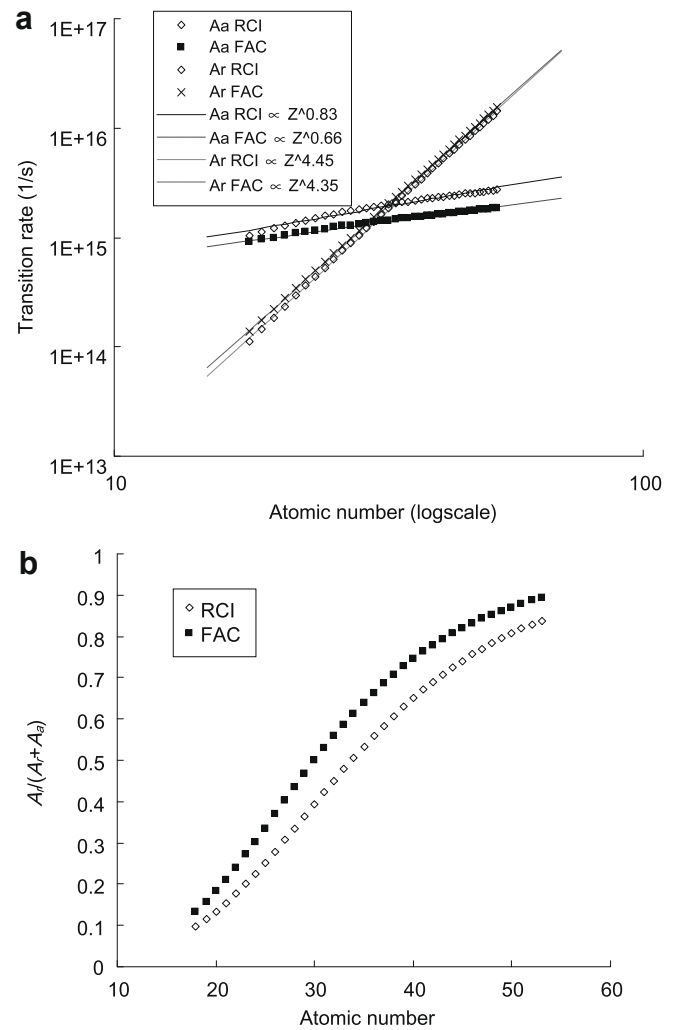 a
1E+17
1E+16
1E+15
1E+14
1E+13
Transition rate (1/s)
Aa RCI
Aa FAC
Ar RCI
Ar FAC
Aa RCI ∝ Z^0.83
Aa FAC ∝ Z^0.66
Ar RCI ∝ Z^4.45
Ar FAC ∝ Z^4.35
10 100
Atomic number (logscale)
b
1
0.9
0.8
0.7
0.6
0.5
0.4
0.3
0.2
0.1
0
Ar/(Ar+Aa)
RCI
FAC
10 20 30 40 50 60
Atomic number